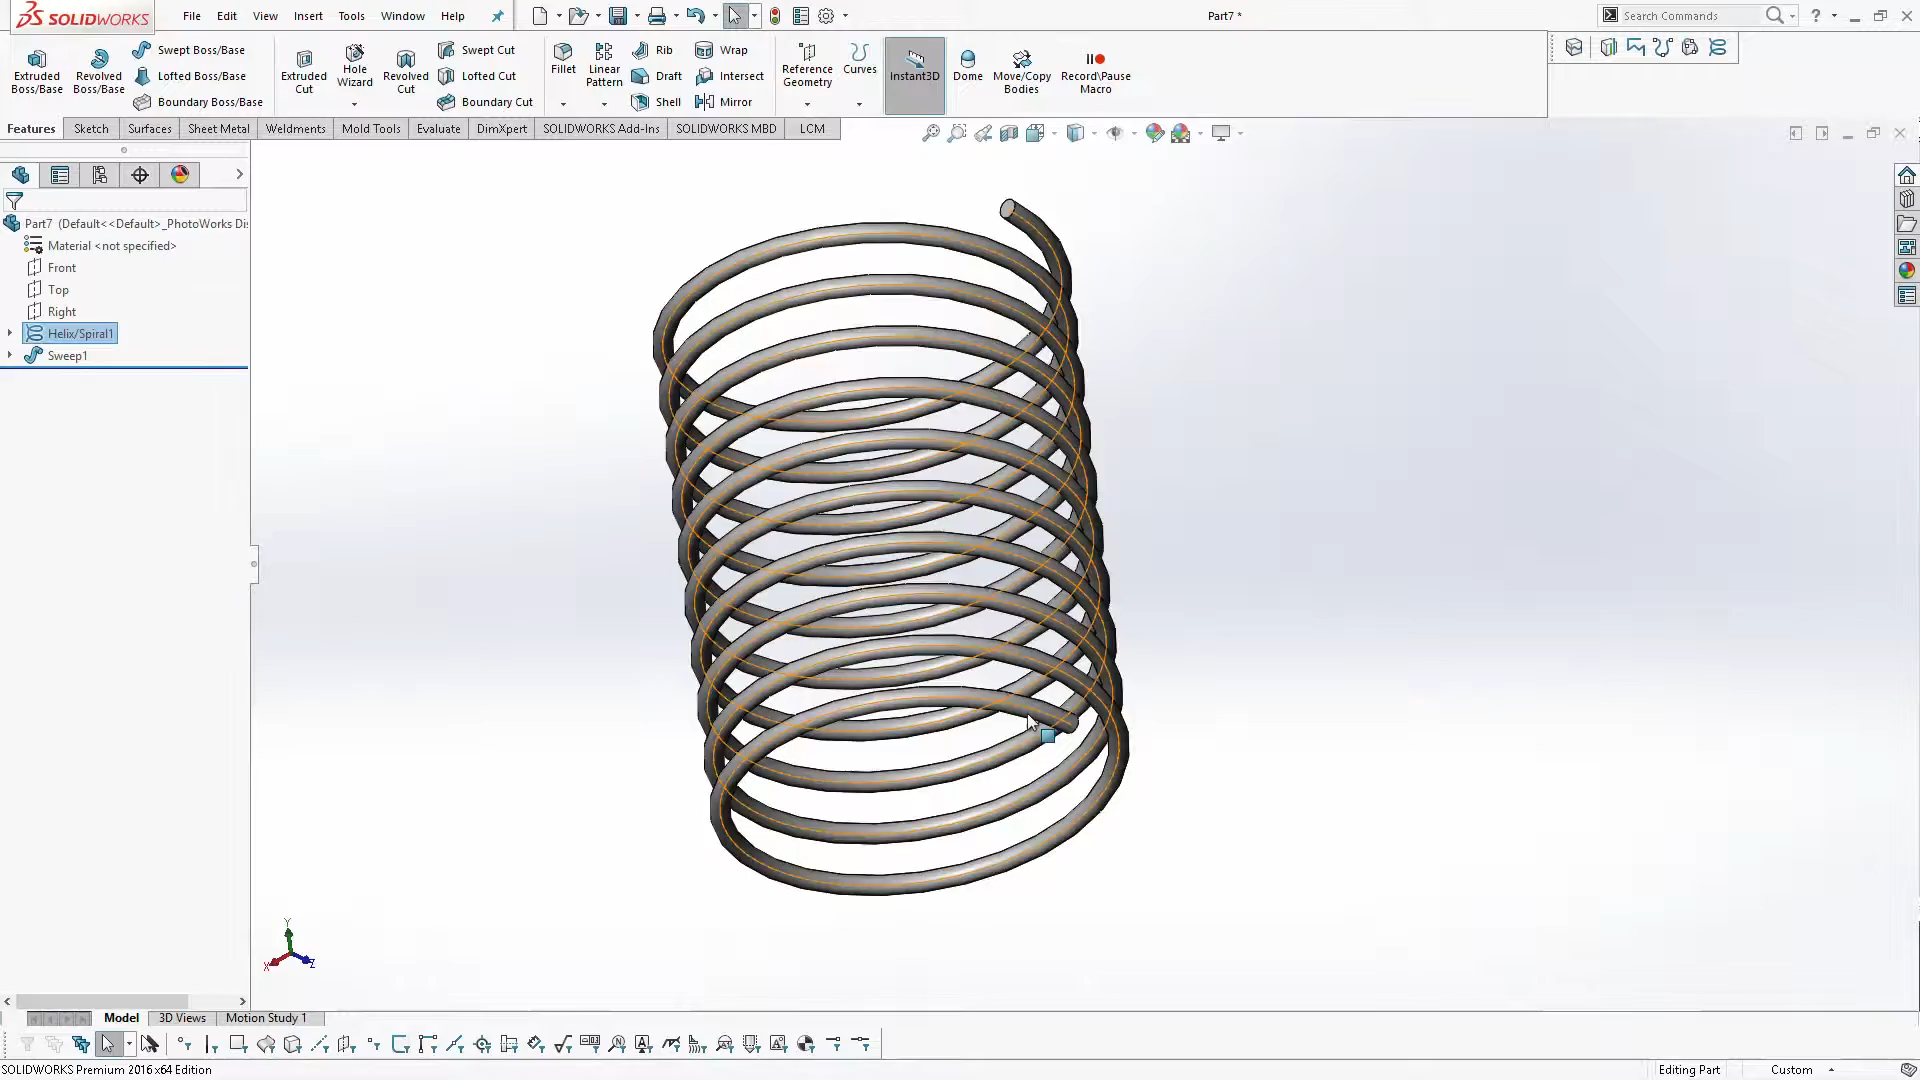 SOLIDWORKS File Edit View Insert Tools Window Help Part7 * Search Commands ?
Extruded Boss/Base
Revolved Boss/Base
Swept Boss/Base
Lofted Boss/Base
Boundary Boss/Base
Extruded Cut
Hole Wizard
Revolved Cut
Swept Cut
Lofted Cut
Boundary Cut
Fillet
Linear Pattern
Rib
Draft
Shell
Wrap
Intersect
Mirror
Reference Geometry
Curves
Instant3D
Dome
Move/Copy Bodies
Record\Pause Macro
Features Sketch Surfaces Sheet Metal Weldments Mold Tools Evaluate DimXpert SOLIDWORKS Add-Ins SOLIDWORKS MBD LCM
Part7 (Default<<Default>_PhotoWorks Di
Material <not specified>
Front
Top
Right
Helix/Spiral1
Sweep1
Y
X Z
Model 3D Views Motion Study 1
SOLIDWORKS Premium 2016 x64 Edition Editing Part Custom